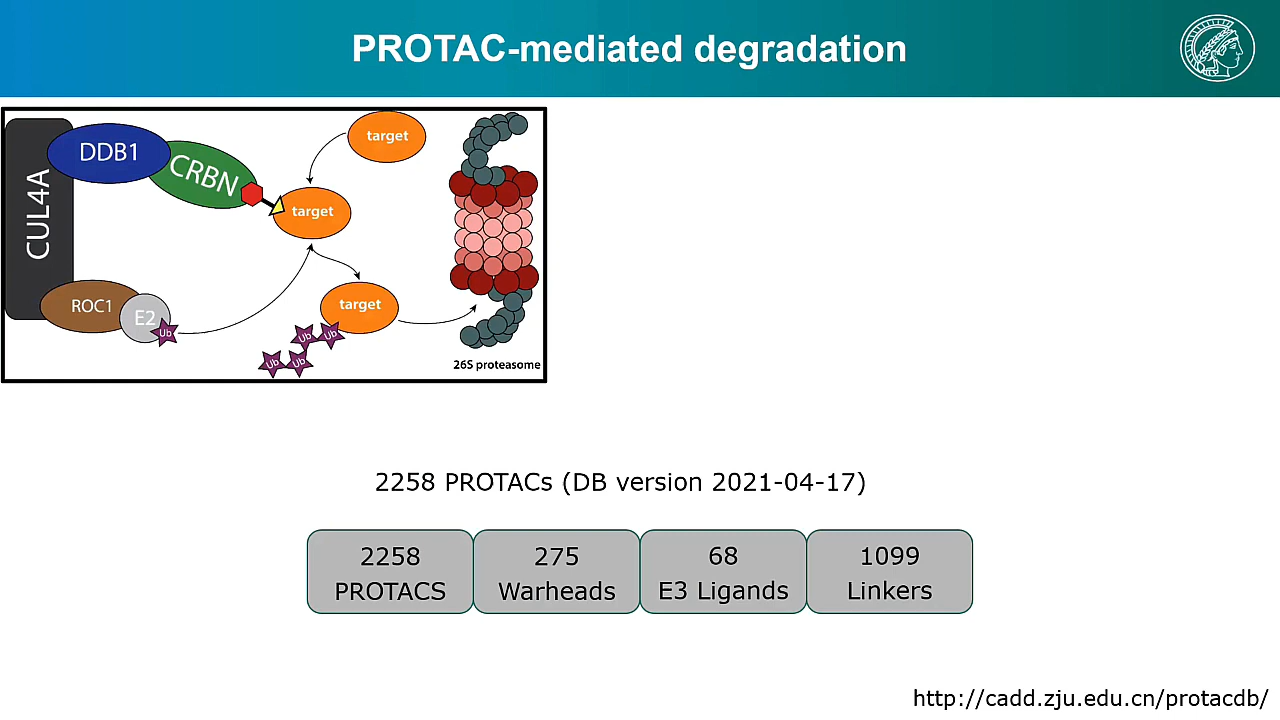 PROTAC-mediated degradation
CUL4A
DDB1
CRBN
target
target
ROC1
E2
Ub
target
Ub
Ub
Ub
Ub
26S proteasome
2258 PROTACs (DB version 2021-04-17)
2258
PROTACS
275
Warheads
68
E3 Ligands
1099
Linkers
http://cadd.zju.edu.cn/protacdb/